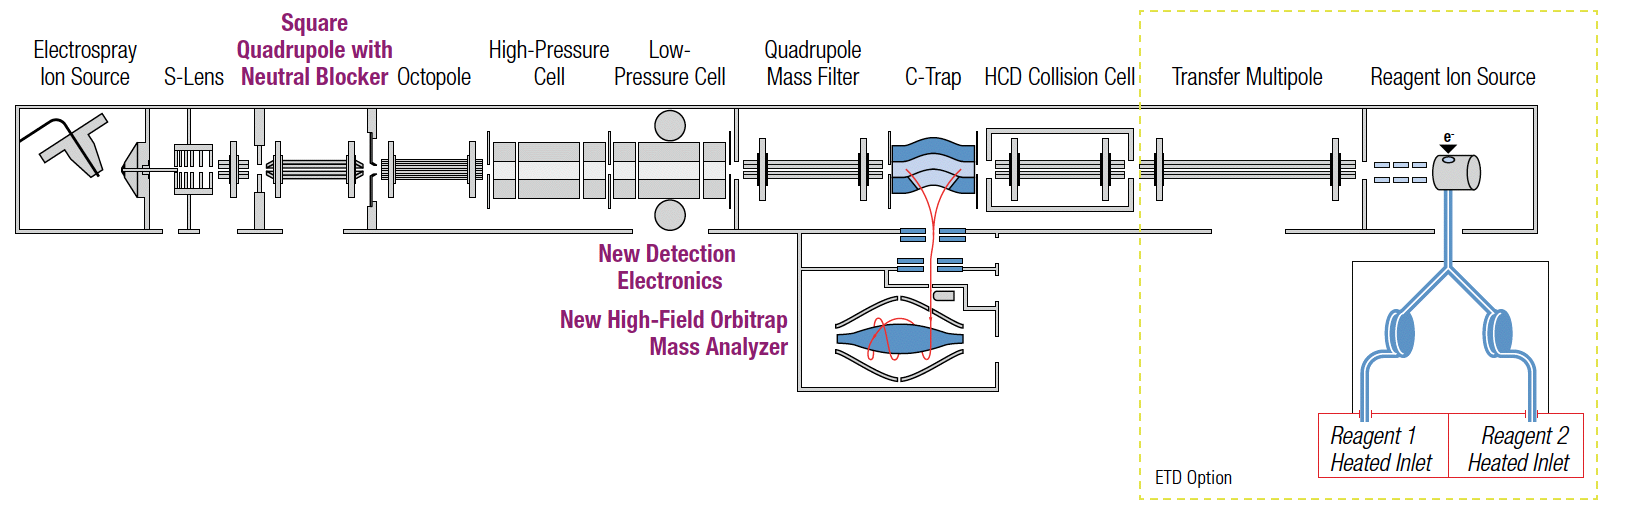 Electrospray
Ion Source
S-Lens
Square
Quadrupole with
Neutral Blocker
Octopole
High-Pressure
Cell
Low-
Pressure Cell
Quadrupole
Mass Filter
C-Trap
HCD Collision Cell
Transfer Multipole
Reagent Ion Source
e-
New Detection
Electronics
New High-Field Orbitrap
Mass Analyzer
Reagent 1
Heated Inlet
Reagent 2
Heated Inlet
ETD Option